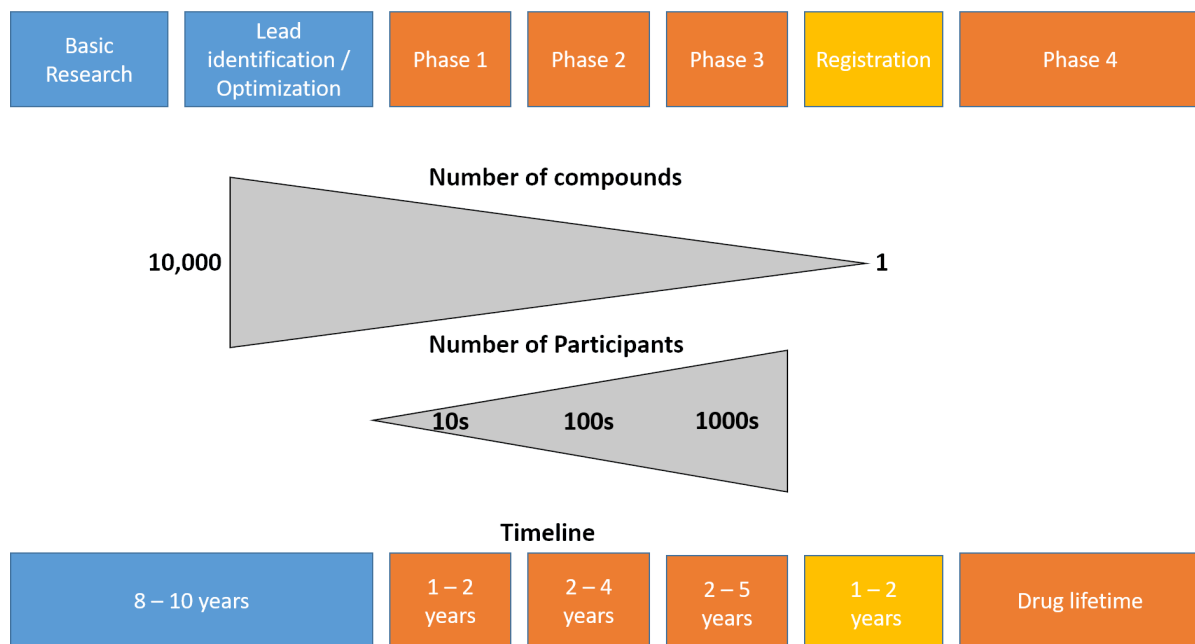 Basic
Research
Lead
identification /
Optimization
Phase 1
Phase 2
Phase 3
Registration
Phase 4
Number of compounds
10,000
1
Number of Participants
10s
100s
1000s
Timeline
8 – 10 years
1 – 2
years
2 – 4
years
2 – 5
years
1 – 2
years
Drug lifetime